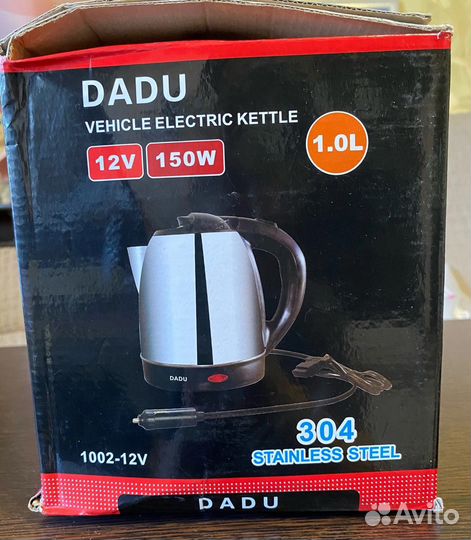 DADU
VEHICLE ELECTRIC KETTLE
12V 150W
1.0L
DADU
304
STAINLESS STEEL
1002-12V
DADU
Avito